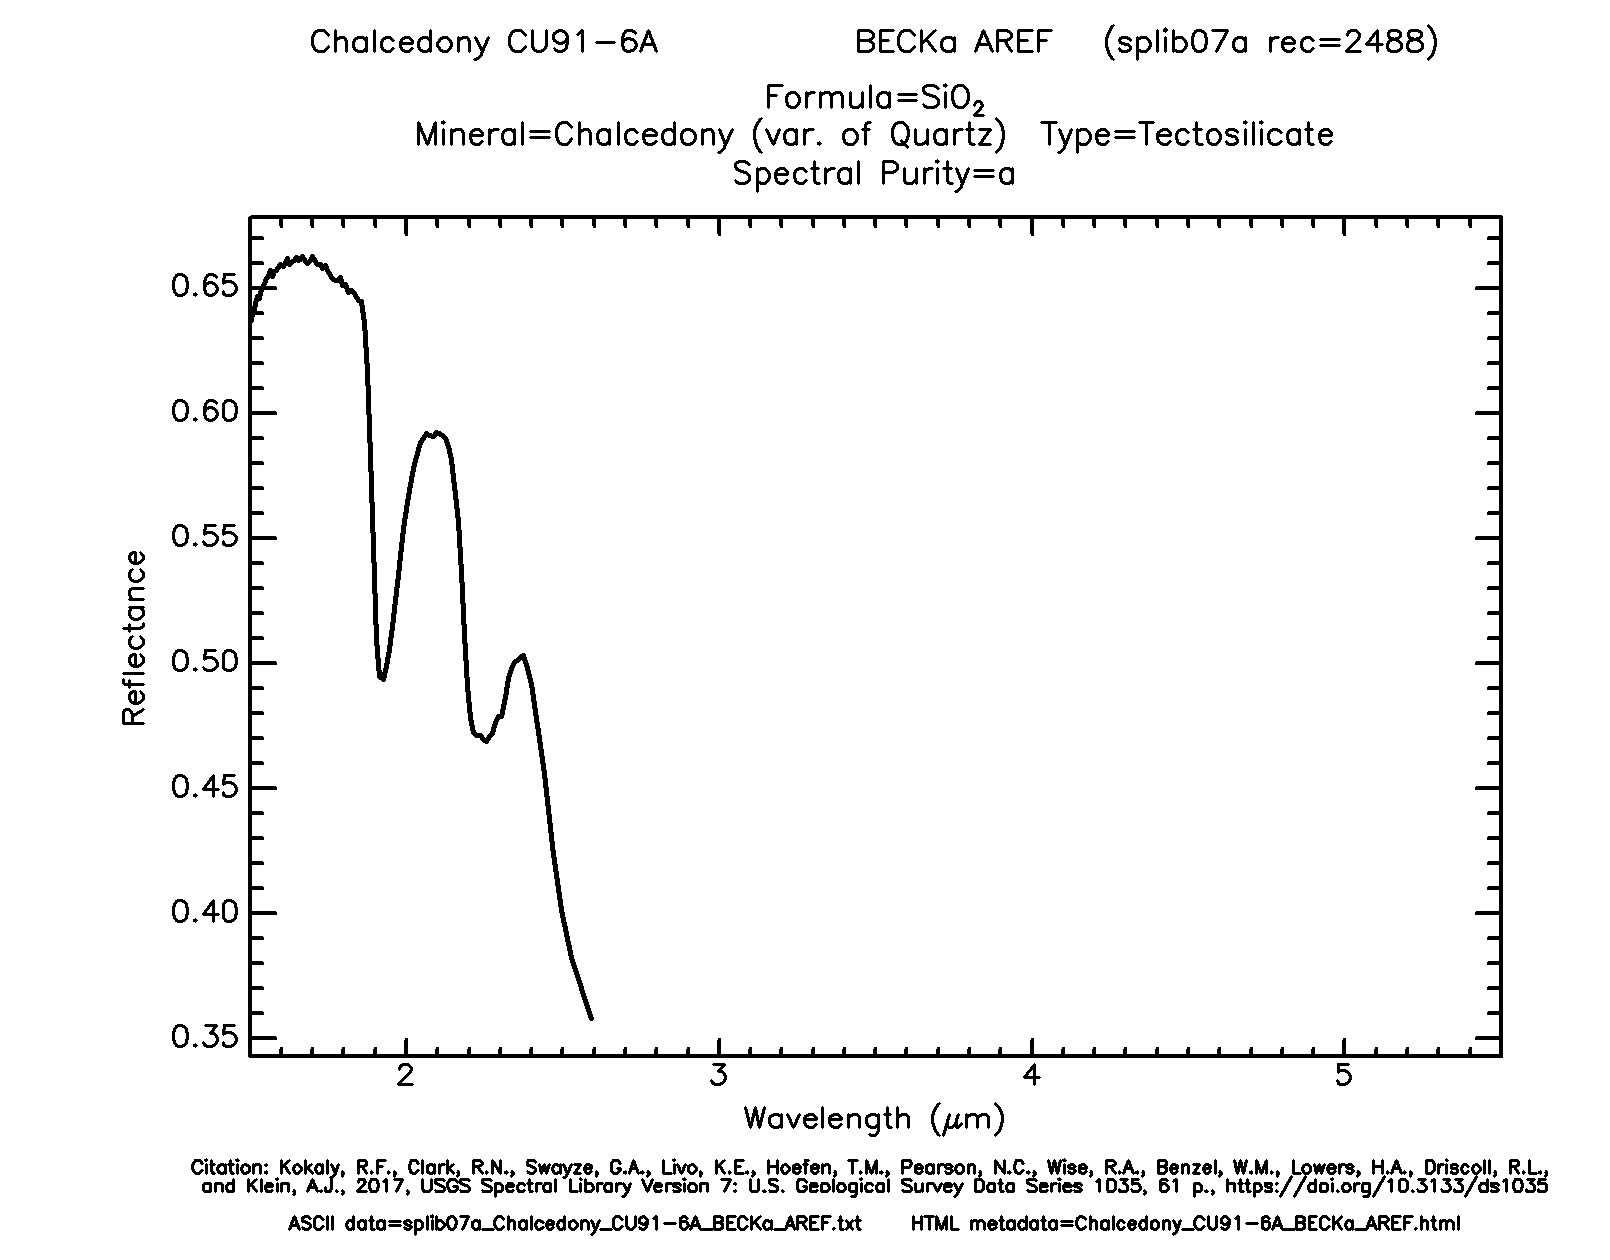 Chalcedony CU91-6A BECKa AREF (splib07a rec=2488)
Formula=SiO2
Mineral=Chalcedony (var. of Quartz) Type=Tectosilicate
Spectral Purity=a
0.65
0.60
0.55
0.50
0.45
0.40
0.35
Reflectance
2 3 4 5
Wavelength (μm)
Citation: Kokaly, R.F., Clark, R.N., Swayze, G.A., Livo, K.E., Hoefen, T.M., Pearson, N.C., Wise, R.A., Benzel, W.M., Lowers, H.A., Driscoll, R.L.,
and Klein, A.J., 2017, USGS Spectral Library Version 7: U.S. Geological Survey Data Series 1035, 61 p., https://doi.org/10.3133/ds1035
ASCII data=splib07a_Chalcedony_CU91-6A_BECKa_AREF.txt HTML metadata=Chalcedony_CU91-6A_BECKa_AREF.html